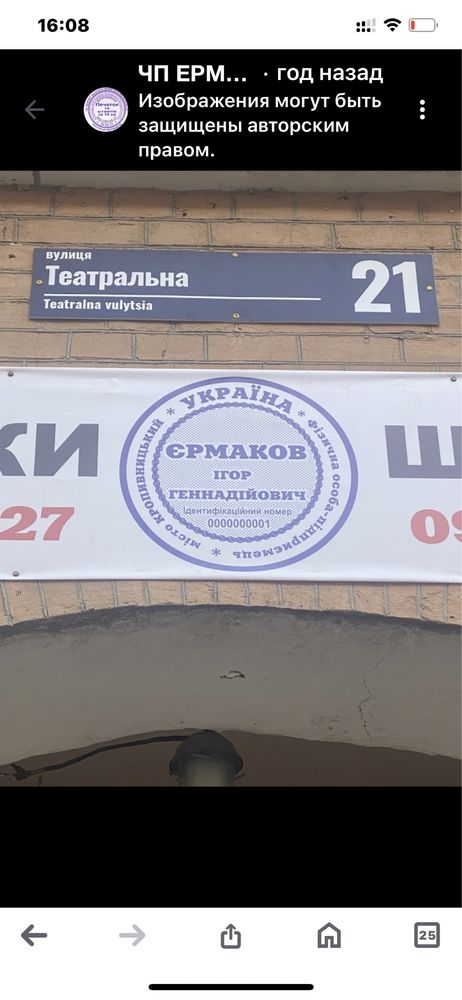 16:08
ЧП ЕРМ... · год назад
Изображения могут быть
защищены авторским
правом.
вулиця
Театральна
Teatralna vulytsia
21
КИ
27
* УКРАЇНА *
Фізична особа-підприємець
* місто Кропивницький
ЄРМАКОВ
ІГОР
ГЕННАДІЙОВИЧ
Ідентифікаційний номер
0000000001
Ш
09
25